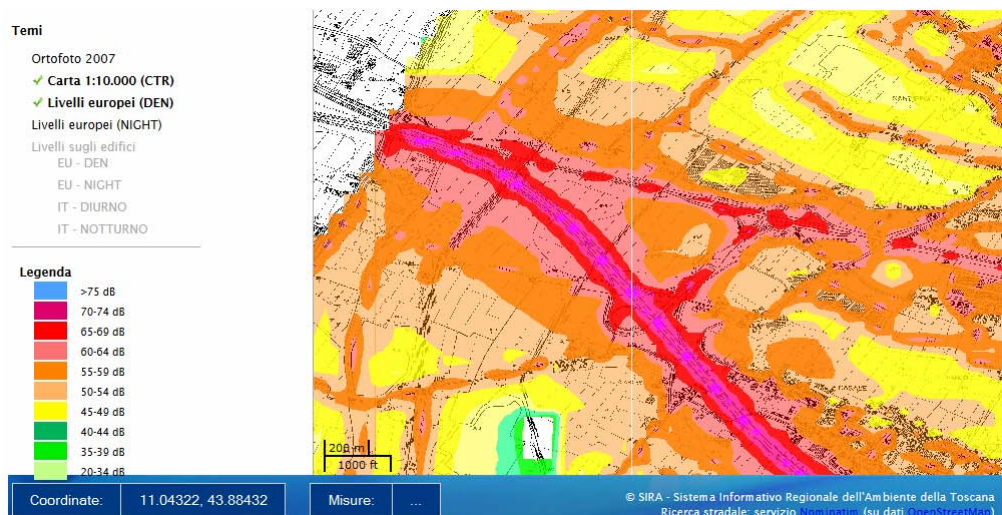 Temi
Ortofoto 2007
Carta 1:10.000 (CTR)
Livelli europei (DEN)
Livelli europei (NIGHT)
Livelli sugli edifici
EU - DEN
EU - NIGHT
IT - DIURNO
IT - NOTTURNO
Legenda
>75 dB
70-74 dB
65-69 dB
60-64 dB
55-59 dB
50-54 dB
45-49 dB
40-44 dB
35-39 dB
20-34 dB
200 m
1000 ft
Coordinate: 11.04322, 43.88432 Misure: ...
© SIRA - Sistema Informativo Regionale dell'Ambiente della Toscana
Ricerca stradale: servizio Nominatim (su dati OpenStreetMap)